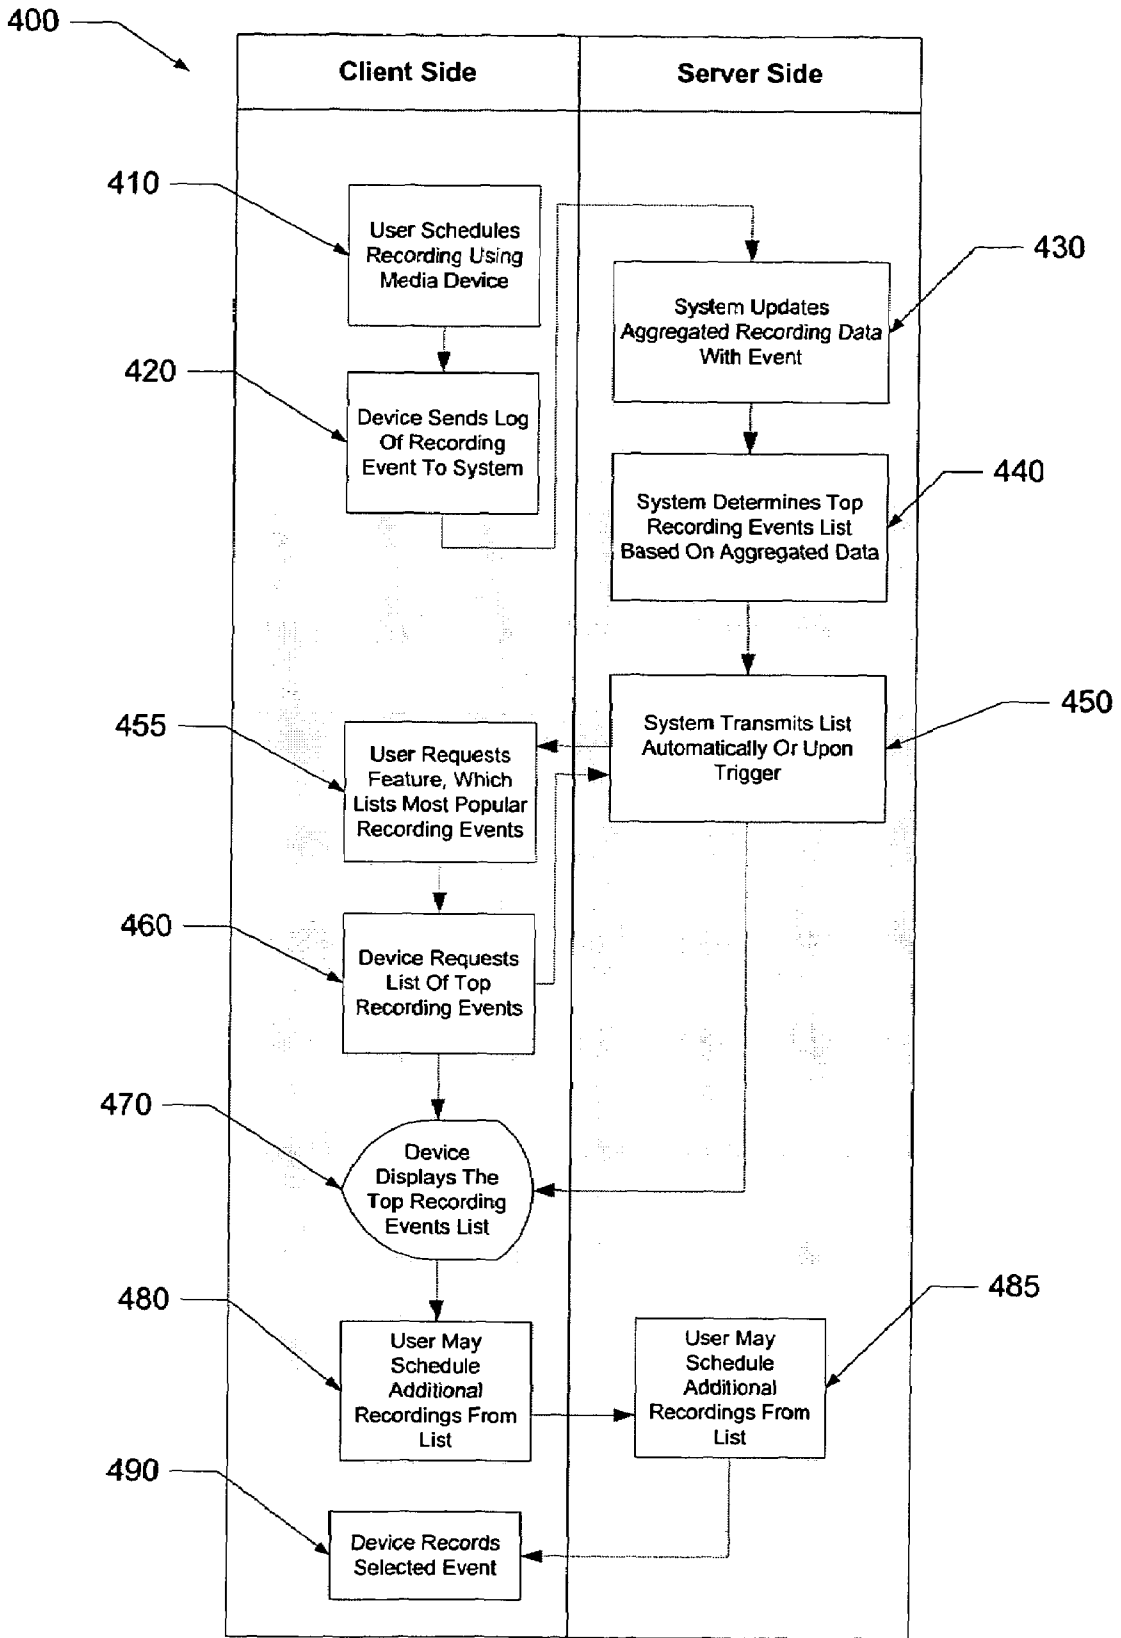 400
Client Side
Server Side
410
User Schedules
Recording Using
Media Device
430
System Updates
Aggregated Recording Data
With Event
420
Device Sends Log
Of Recording
Event To System
440
System Determines Top
Recording Events List
Based On Aggregated Data
450
System Transmits List
Automatically Or Upon
Trigger
455
User Requests
Feature, Which
Lists Most Popular
Recording Events
460
Device Requests
List Of Top
Recording Events
470
Device
Displays The
Top Recording
Events List
480
User May
Schedule
Additional
Recordings From
List
485
User May
Schedule
Additional
Recordings From
List
490
Device Records
Selected Event